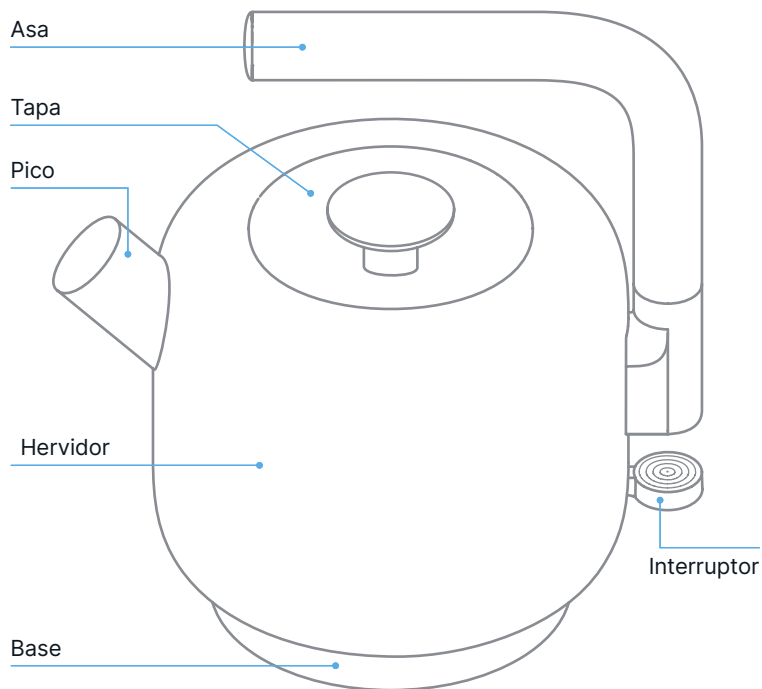 Asa
Tapa
Pico
Hervidor
Interruptor
Base